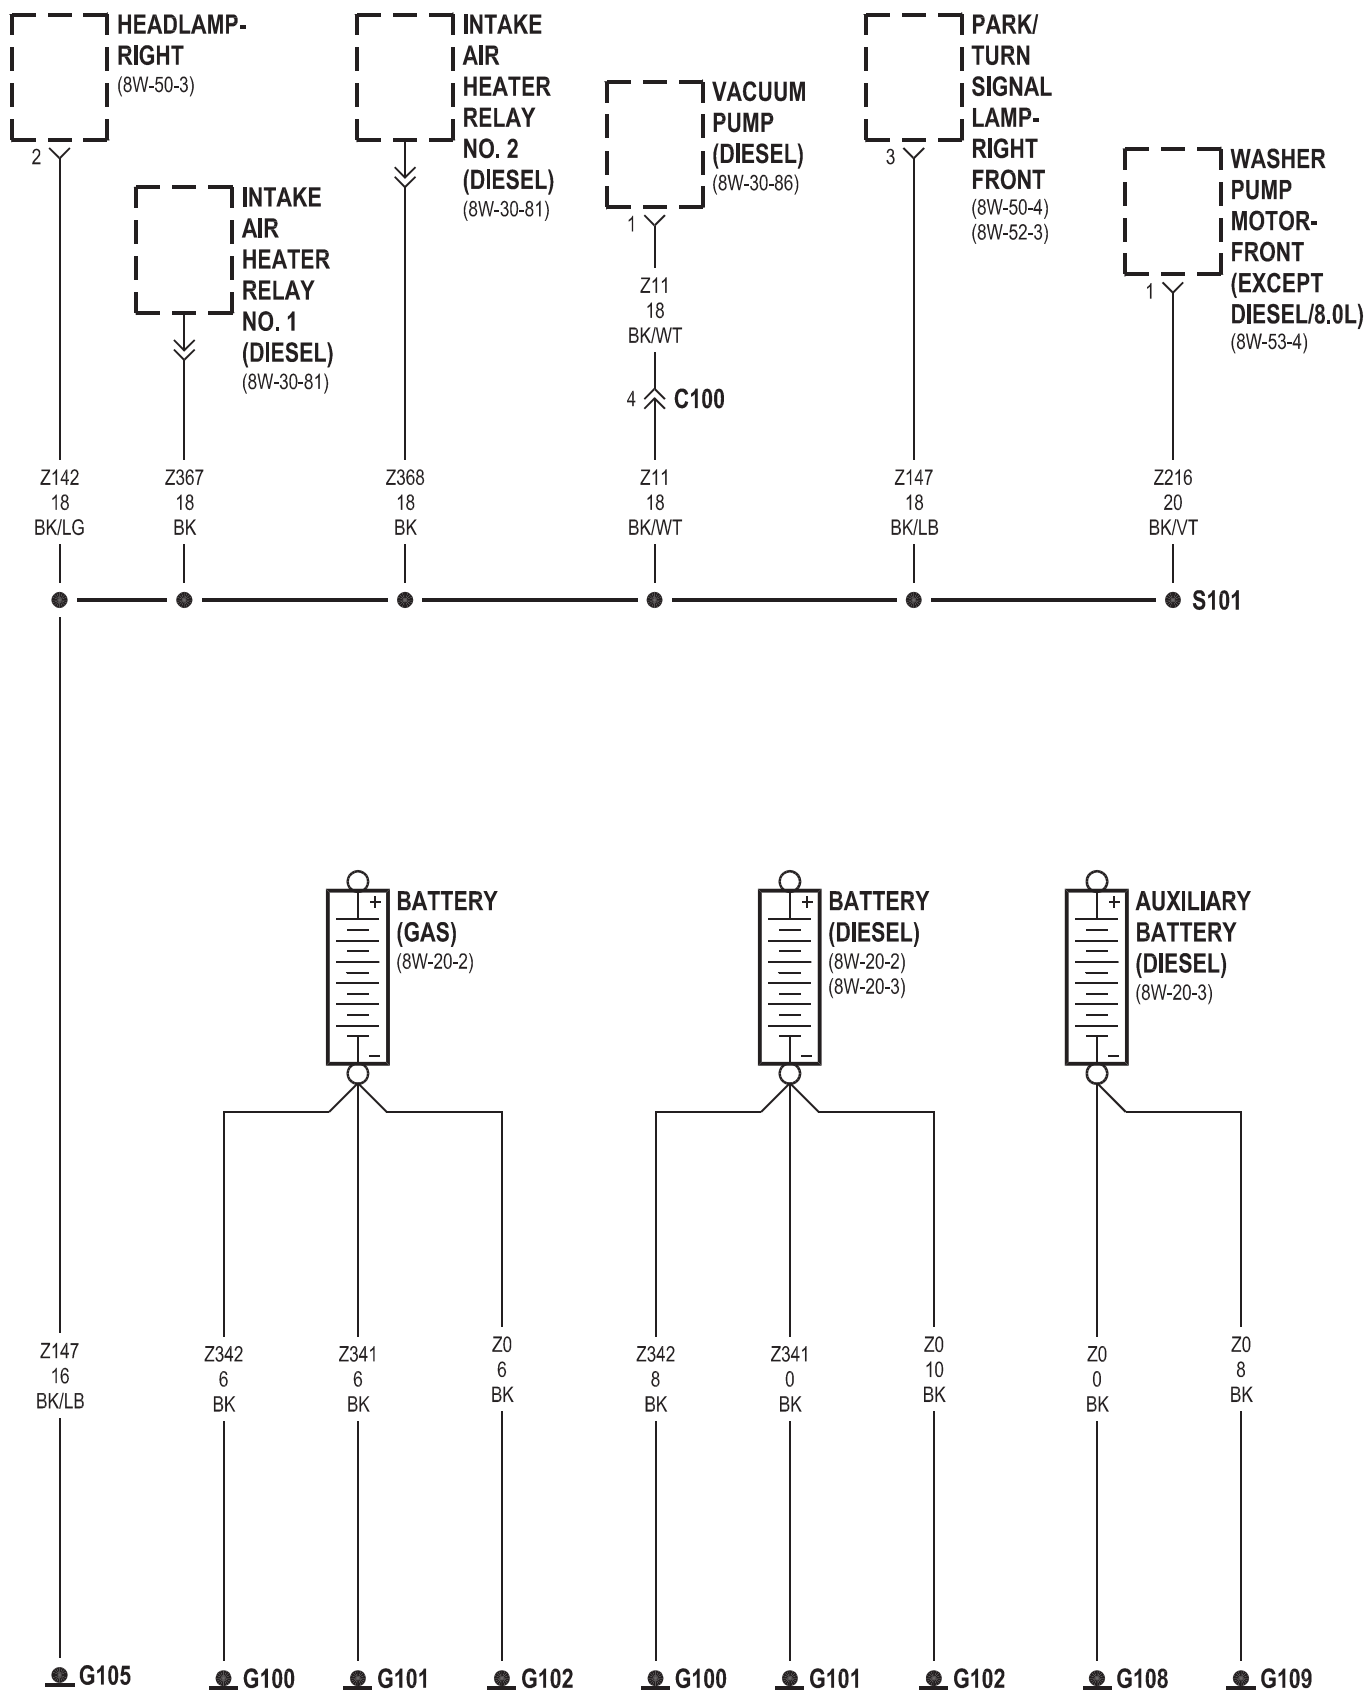 HEADLAMP-
RIGHT
(8W-50-3)
2
INTAKE
AIR
HEATER
RELAY
NO. 1
(DIESEL)
(8W-30-81)
INTAKE
AIR
HEATER
RELAY
NO. 2
(DIESEL)
(8W-30-81)
VACUUM
PUMP
(DIESEL)
(8W-30-86)
1
Z11
18
BK/WT
4
C100
PARK/
TURN
SIGNAL
LAMP-
RIGHT
FRONT
(8W-50-4)
(8W-52-3)
3
WASHER
PUMP
MOTOR-
FRONT
(EXCEPT
DIESEL/8.0L)
(8W-53-4)
1
Z142
18
BK/LG
Z367
18
BK
Z368
18
BK
Z11
18
BK/WT
Z147
18
BK/LB
Z216
20
BK/VT
S101
+
BATTERY
(GAS)
(8W-20-2)
–
+
BATTERY
(DIESEL)
(8W-20-2)
(8W-20-3)
–
+
AUXILIARY
BATTERY
(DIESEL)
(8W-20-3)
–
Z147
16
BK/LB
Z342
6
BK
Z341
6
BK
Z0
6
BK
Z342
8
BK
Z341
0
BK
Z0
10
BK
Z0
0
BK
Z0
8
BK
G105
G100
G101
G102
G100
G101
G102
G108
G109